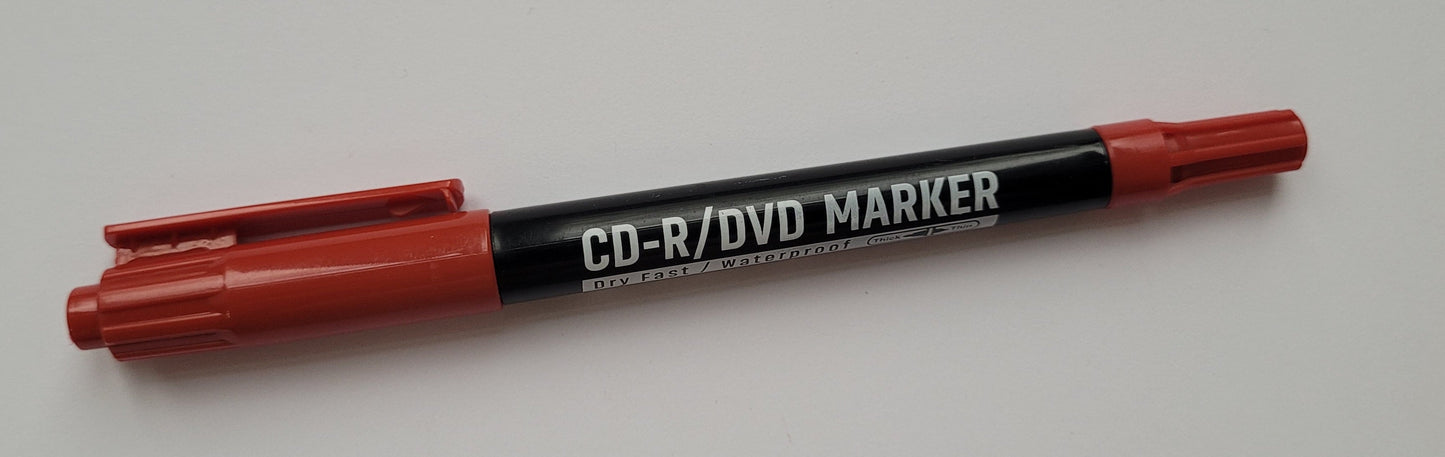 CD-R/DVD MARKER
Dry Fast / Waterproof Thick Thin